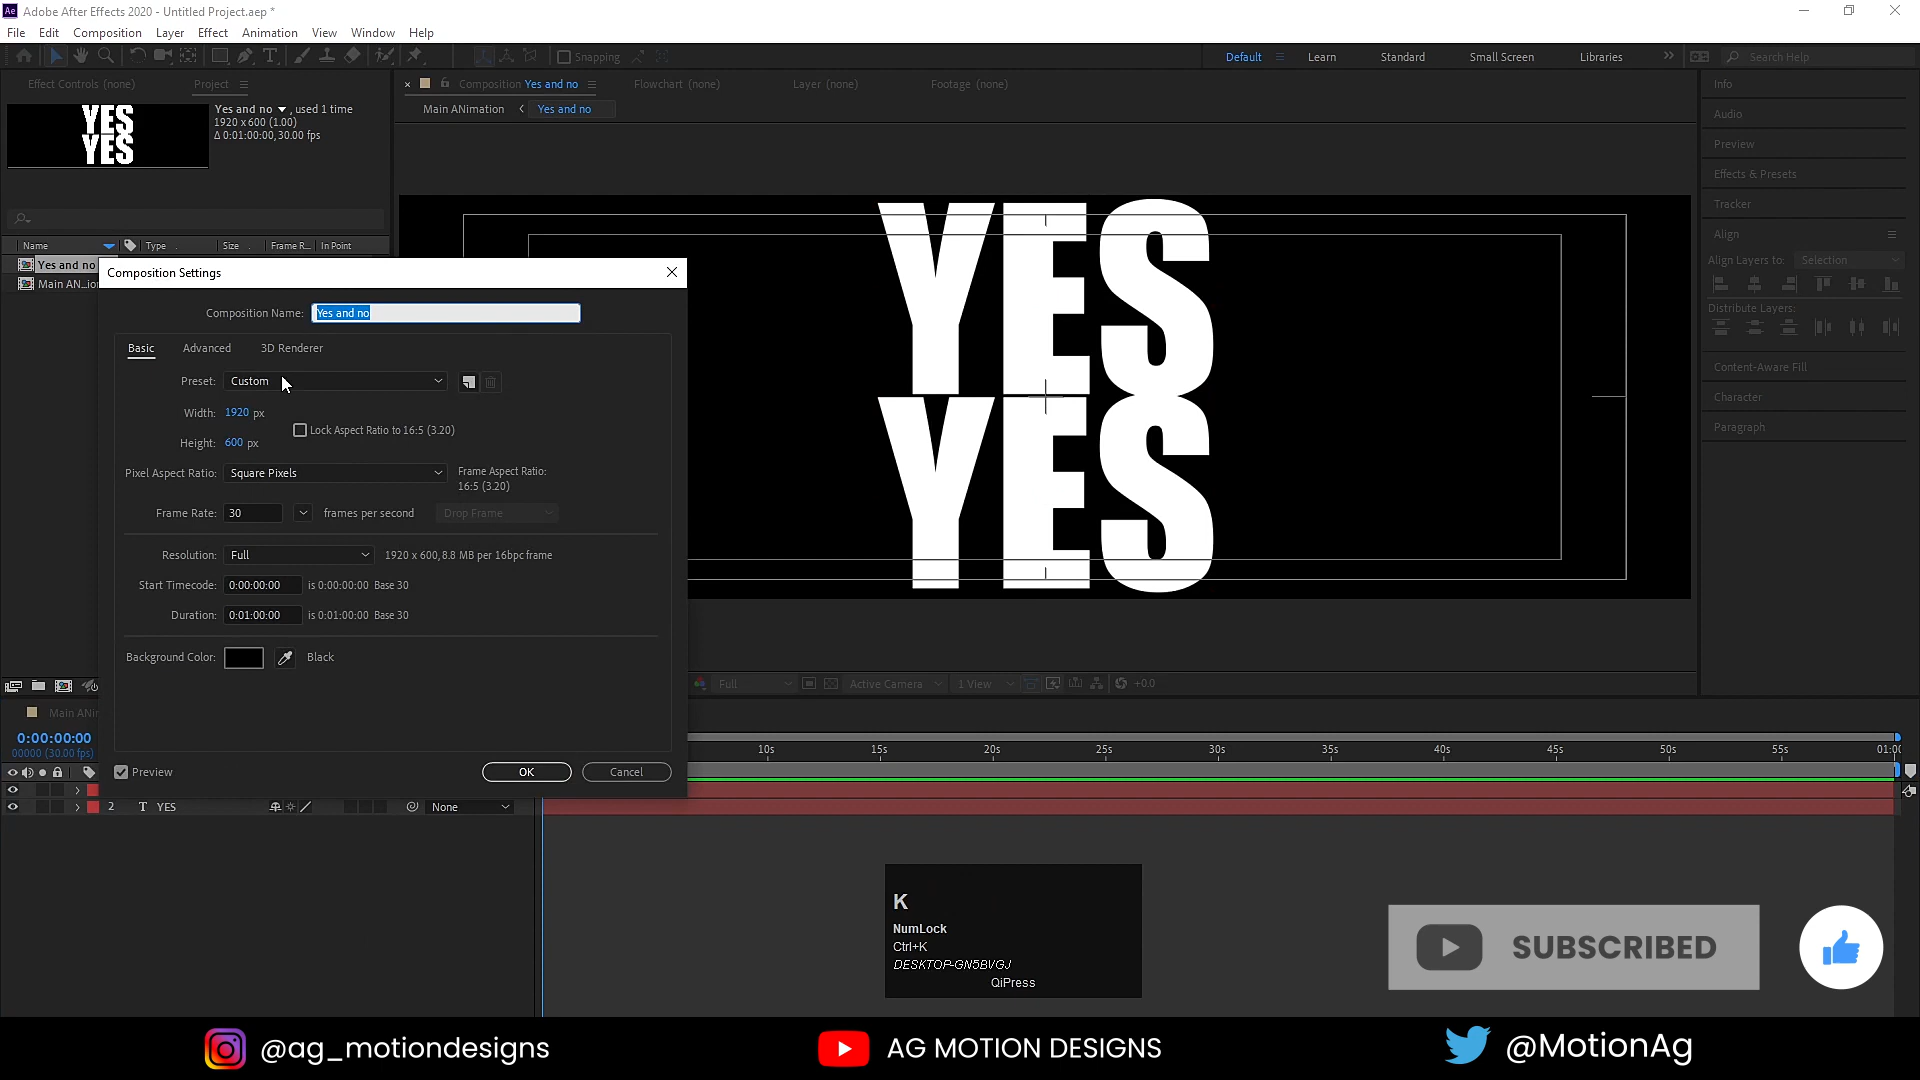 Ae Adobe After Effects 2020 - Untitled Project.aep *
File Edit Composition Layer Effect Animation View Window Help
Snapping
Default Learn Standard Small Screen Libraries Search Help
Effect Controls (none) Project
Composition Yes and no Flowchart (none) Layer (none) Footage (none)
Info
Yes and no , used 1 time
1920 x 600 (1.00)
Δ 0:01:00:00, 30.00 fps
YES
YES
Main ANimation Yes and no
Audio
Preview
Effects & Presets
Tracker
Align
Align Layers to: Selection
Distribute Layers:
Content-Aware Fill
Character
Paragraph
Name Type Size Frame R... In Point
Yes and no
Main AN...ion
YES
YES
Composition Settings
Composition Name: Yes and no
Basic Advanced 3D Renderer
Preset: Custom
Width: 1920 px
Lock Aspect Ratio to 16:5 (3.20)
Height: 600 px
Pixel Aspect Ratio: Square Pixels
Frame Aspect Ratio:
16:5 (3.20)
Frame Rate: 30 frames per second Drop Frame
Resolution: Full 1920 x 600, 8.8 MB per 16bpc frame
Start Timecode: 0:00:00:00 is 0:00:00:00 Base 30
Duration: 0:01:00:00 is 0:01:00:00 Base 30
Background Color: Black
Preview OK Cancel
Full Active Camera 1 View +0.0
Main ANi
0:00:00:00
00000 (30.00 fps)
10s 15s 20s 25s 30s 35s 40s 45s 50s 55s 01:00
2 T YES None
K
NumLock
Ctrl+K
DESKTOP-GN5BVGJ
QiPress
SUBSCRIBED
@ag_motiondesigns
AG MOTION DESIGNS
@MotionAg